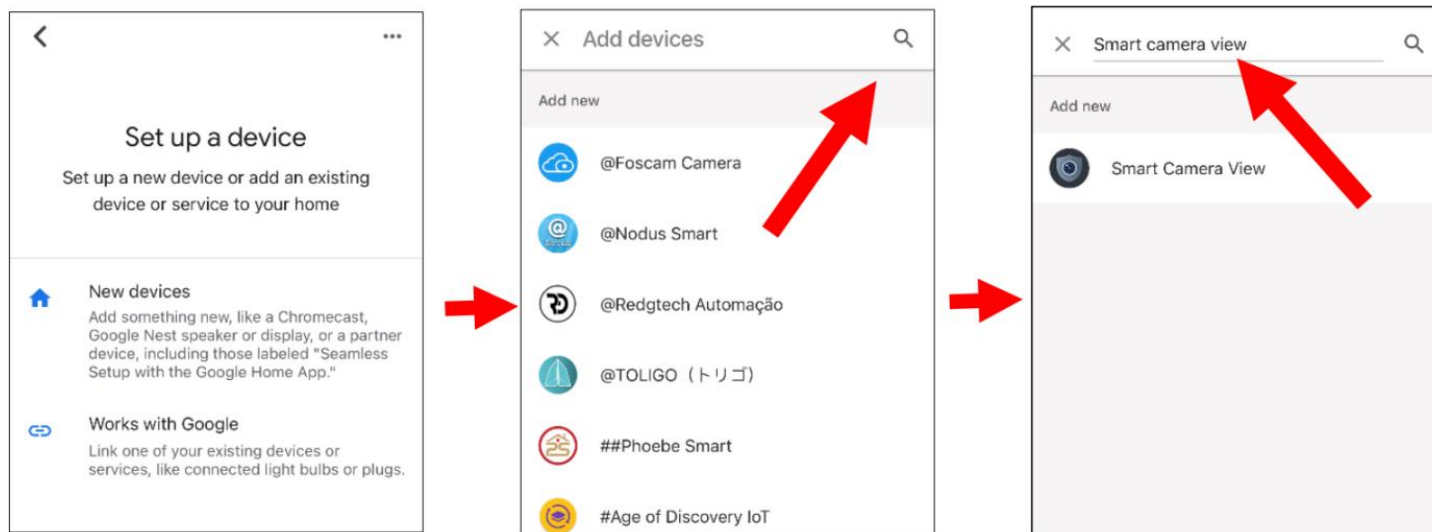 Set up a device
Set up a new device or add an existing
device or service to your home
New devices
Add something new, like a Chromecast,
Google Nest speaker or display, or a partner
device, including those labeled "Seamless
Setup with the Google Home App."
Works with Google
Link one of your existing devices or
services, like connected light bulbs or plugs.
Add devices
Add new
@Foscam Camera
@Nodus Smart
@Redgtech Automação
@TOLIGO（トリゴ）
##Phoebe Smart
#Age of Discovery IoT
Smart camera view
Add new
Smart Camera View